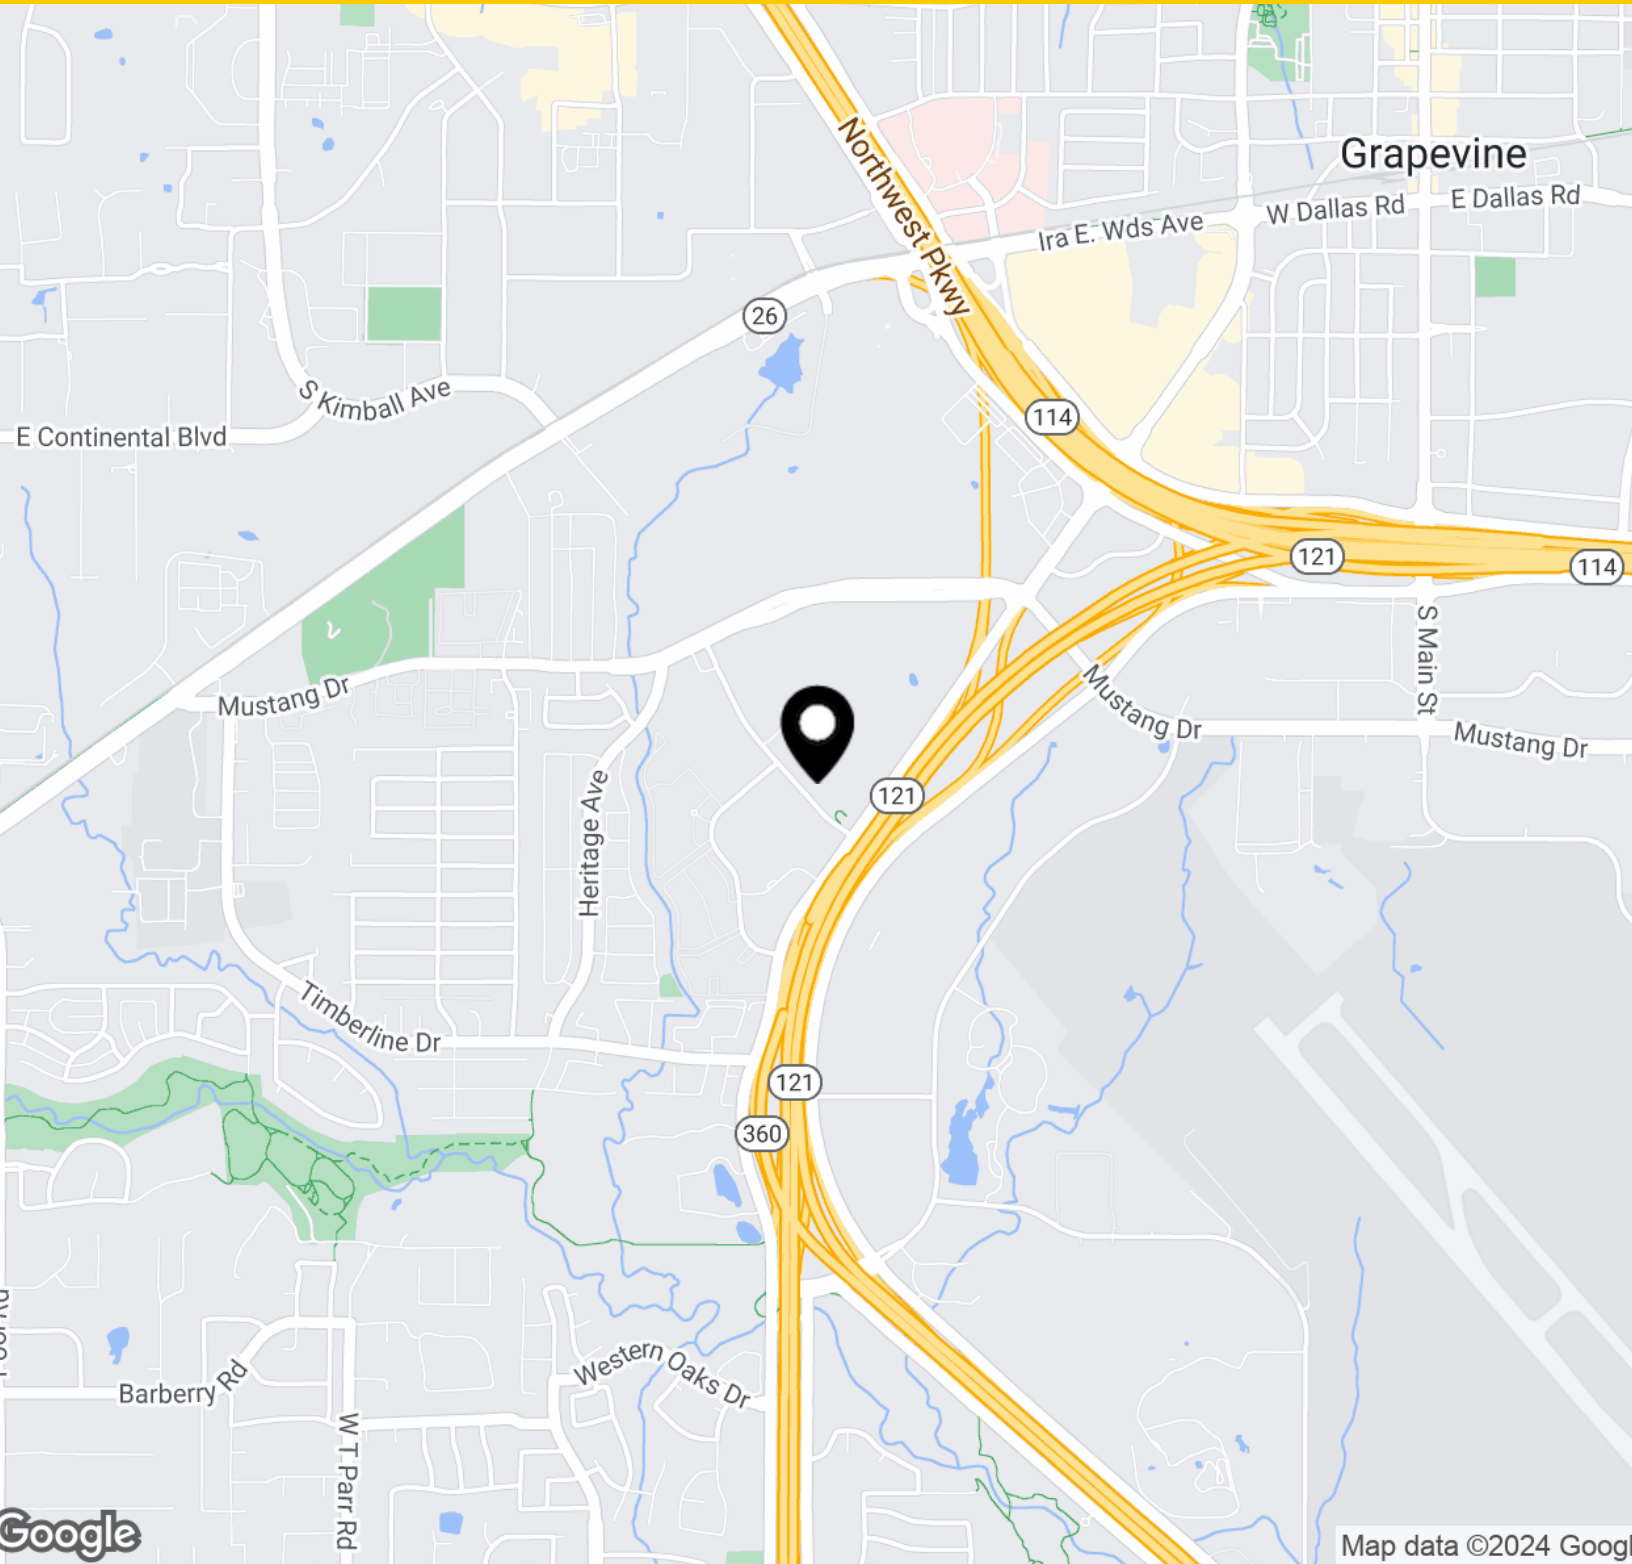 Northwest Pkwy
Grapevine
E Dallas Rd
W Dallas Rd
Ira E. Wds Ave
26
S Kimball Ave
114
E Continental Blvd
121
114
S Main St
Mustang Dr
Mustang Dr
Mustang Dr
121
Heritage Ave
Timberline Dr
121
360
Western Oaks Dr
Barberry Rd
W T Parr Rd
Google
Map data ©2024 Googl